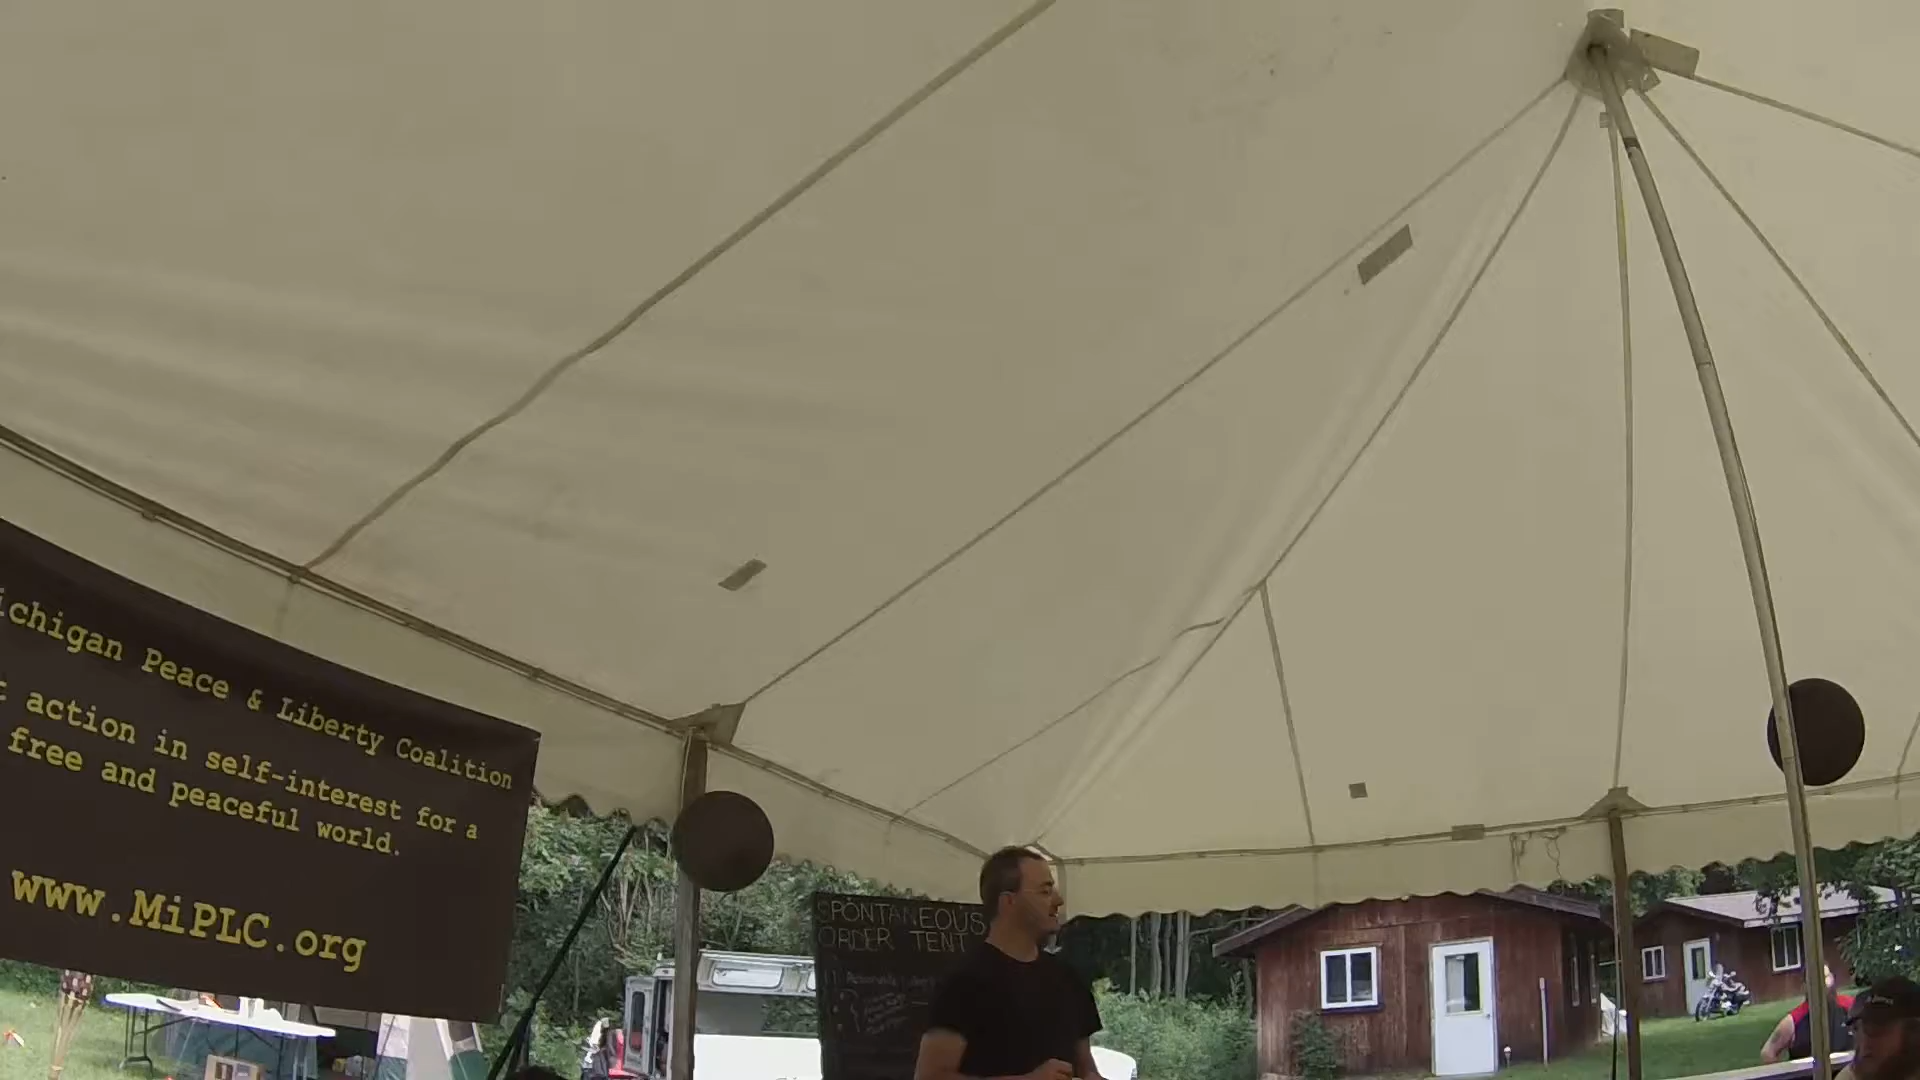 ichigan Peace & Liberty Coalition
t action in self-interest for a
free and peaceful world.
www.MiPLC.org
SPONTANEOUS
ORDER TENT